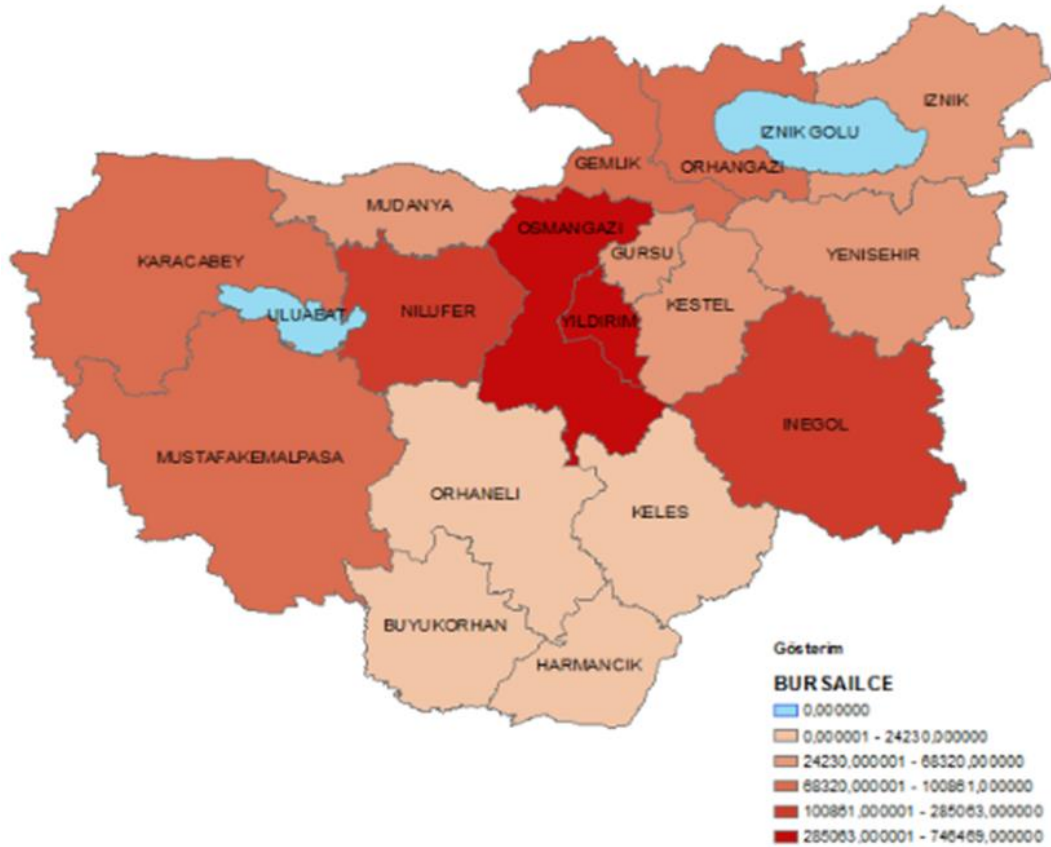 IZNIK
IZNIK GOLU
GEMLIK
ORHANGAZI
MUDANYA
OSMANGAZI
GURSU
YENISEHIR
KARACABEY
KESTEL
ULUABAT
NILUFER
YILDIRIM
INEGOL
MUSTAFAKEMALPASA
ORHANELI
KELES
BUYUKORHAN
HARMANCIK
Gösterim
BURSAILCE
0,000000
0,000001 - 24230,000000
24230,000001 - 68320,000000
68320,000001 - 100861,000000
100861,000001 - 285063,000000
285063,000001 - 746469,000000